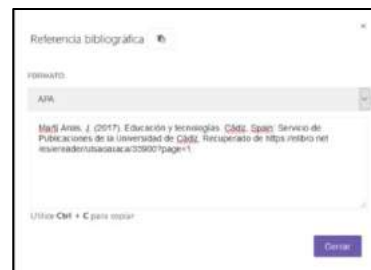 Referencia bibliográfica
FORMATO:
APA
Martí Arias, J. (2017). Educación y tecnologías. Cádiz, Spain: Servicio de
Publicaciones de la Universidad de Cádiz. Recuperado de https://elibro.net
/es/ereader/utsaoaxaca/33900?page=1.
Utilice Ctrl + C para copiar
Cerrar